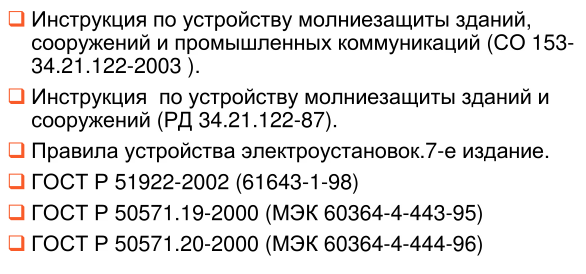 Инструкция по устройству молниезащиты зданий,
сооружений и промышленных коммуникаций (СО 153-
34.21.122-2003 ).
Инструкция  по устройству молниезащиты зданий и
сооружений (РД 34.21.122-87).
Правила устройства электроустановок.7-е издание.
ГОСТ Р 51922-2002 (61643-1-98)
ГОСТ Р 50571.19-2000 (МЭК 60364-4-443-95)
ГОСТ Р 50571.20-2000 (МЭК 60364-4-444-96)